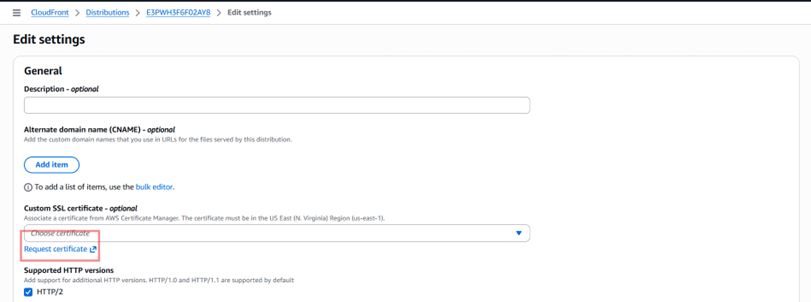 CloudFront > Distributions > E3PWH3F6F02AY8 > Edit settings
Edit settings
General
Description - optional
Alternate domain name (CNAME) - optional
Add the custom domain names that you use in URLs for the files served by this distribution.
Add item
To add a list of items, use the bulk editor.
Custom SSL certificate - optional
Associate a certificate from AWS Certificate Manager. The certificate must be in the US East (N. Virginia) Region (us-east-1).
Choose certificate
Request certificate
Supported HTTP versions
Add support for additional HTTP versions. HTTP/1.0 and HTTP/1.1 are supported by default
HTTP/2